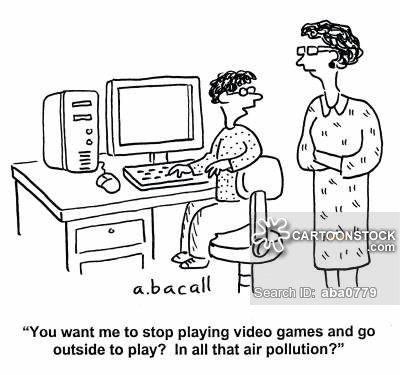 CARTOONSTOCK
.com
Search ID: aba0779
a.bacall
“You want me to stop playing video games and go
outside to play?  In all that air pollution?”